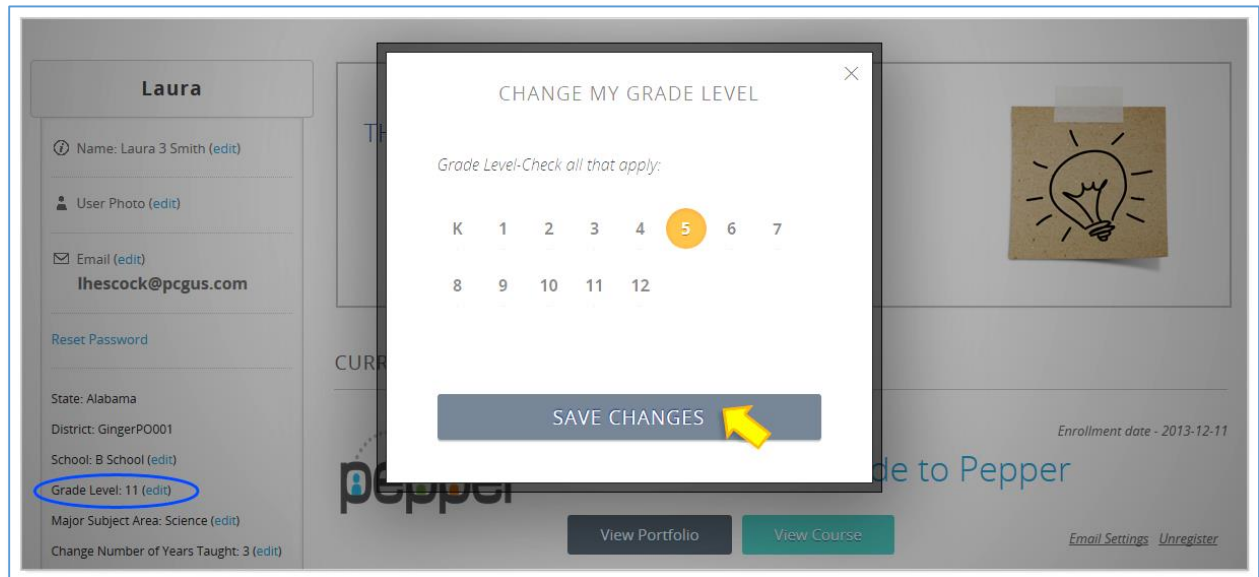 Laura
Name: Laura 3 Smith (edit)
User Photo (edit)
Email (edit)
lhescock@pcgus.com
Reset Password
State: Alabama
District: GingerPO001
School: B School (edit)
Grade Level: 11 (edit)
Major Subject Area: Science (edit)
Change Number of Years Taught: 3 (edit)
TH
CHANGE MY GRADE LEVEL
Grade Level-Check all that apply:
K 1 2 3 4 5 6 7
8 9 10 11 12
SAVE CHANGES
CURR
Enrollment date - 2013-12-11
pepper
de to Pepper
View Portfolio
View Course
Email Settings Unregister